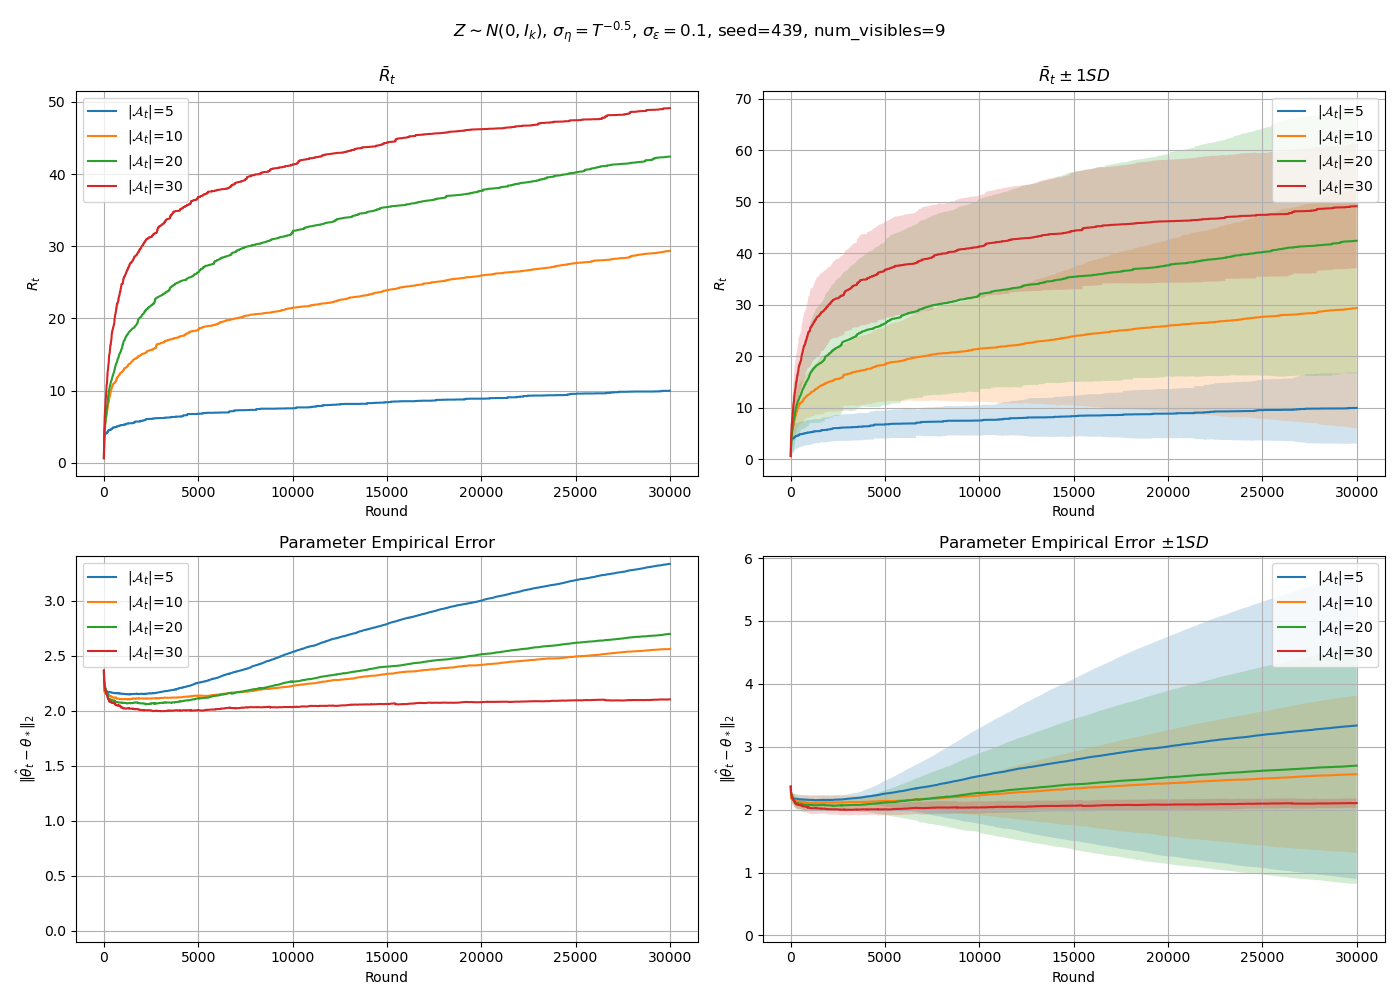 Z ∼ N(0, I_k), σ_η = T^{−0.5}, σ_ε = 0.1, seed=439, num_visibles=9
R̄_t
R_t
50
40
30
20
10
0
|𝒜_t|=5
|𝒜_t|=10
|𝒜_t|=20
|𝒜_t|=30
0 5000 10000 15000 20000 25000 30000
Round
R̄_t ± 1SD
R_t
70
60
50
40
30
20
10
0
|𝒜_t|=5
|𝒜_t|=10
|𝒜_t|=20
|𝒜_t|=30
0 5000 10000 15000 20000 25000 30000
Round
Parameter Empirical Error
‖θ̂_t − θ_*‖_2
3.0
2.5
2.0
1.5
1.0
0.5
0.0
|𝒜_t|=5
|𝒜_t|=10
|𝒜_t|=20
|𝒜_t|=30
0 5000 10000 15000 20000 25000 30000
Round
Parameter Empirical Error ±1SD
‖θ̂_t − θ_*‖_2
6
5
4
3
2
1
0
|𝒜_t|=5
|𝒜_t|=10
|𝒜_t|=20
|𝒜_t|=30
0 5000 10000 15000 20000 25000 30000
Round